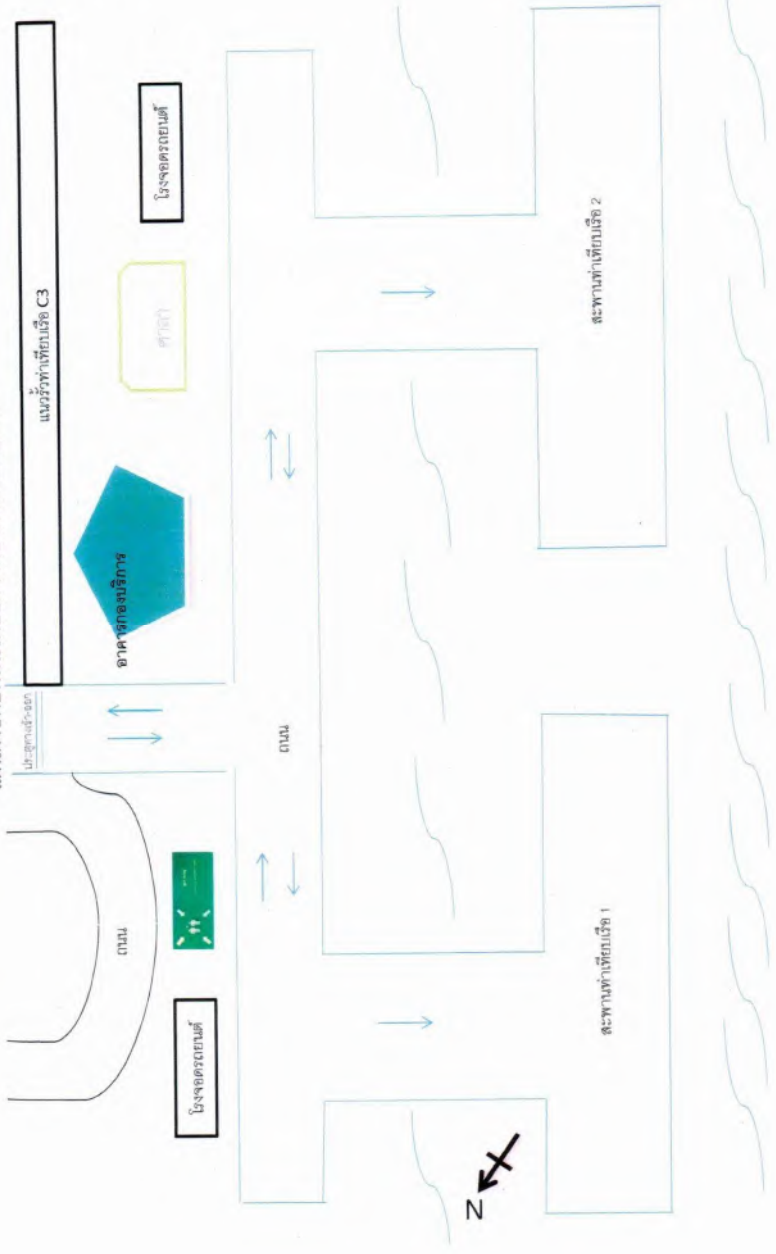 แนวรั้วท่าเทียบเรือ C3
ประตูทางเข้า-ออก
ถนน
อาคารกองบริการ
ศาลา
โรงจอดรถยนต์
โรงจอดรถยนต์
ถนน
สะพานท่าเทียบเรือ 1
สะพานท่าเทียบเรือ 2
N